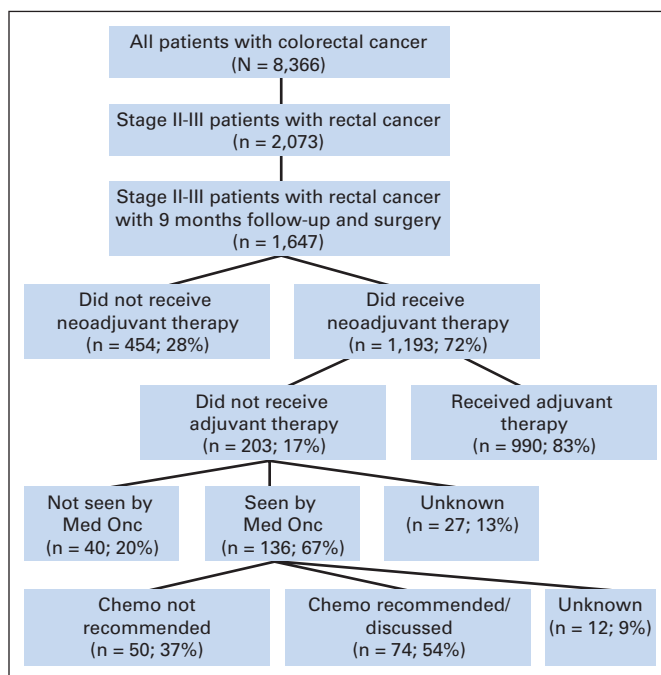 All patients with colorectal cancer
(N = 8,366)
Stage II-III patients with rectal cancer
(n = 2,073)
Stage II-III patients with rectal cancer
with 9 months follow-up and surgery
(n = 1,647)
Did not receive
neoadjuvant therapy
(n = 454; 28%)
Did receive
neoadjuvant therapy
(n = 1,193; 72%)
Did not receive
adjuvant therapy
(n = 203; 17%)
Received adjuvant
therapy
(n = 990; 83%)
Not seen by
Med Onc
(n = 40; 20%)
Seen by
Med Onc
(n = 136; 67%)
Unknown
(n = 27; 13%)
Chemo not
recommended
(n = 50; 37%)
Chemo recommended/
discussed
(n = 74; 54%)
Unknown
(n = 12; 9%)